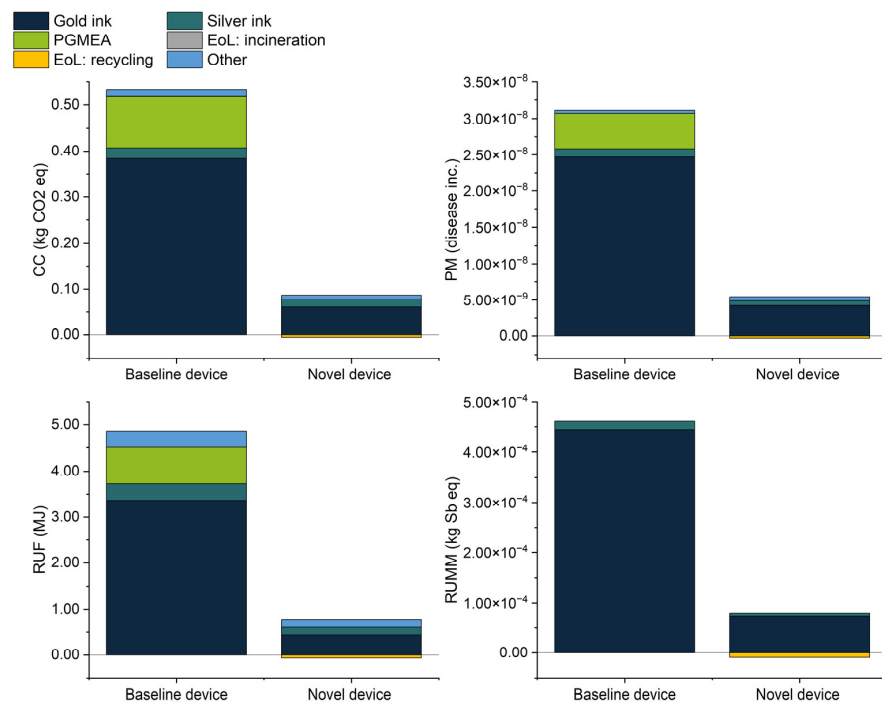 Gold ink
Silver ink
PGMEA
EoL: incineration
EoL: recycling
Other
CC (kg CO2 eq)
0.50
0.40
0.30
0.20
0.10
0.00
Baseline device
Novel device
PM (disease inc.)
3.50×10⁻⁸
3.00×10⁻⁸
2.50×10⁻⁸
2.00×10⁻⁸
1.50×10⁻⁸
1.00×10⁻⁸
5.00×10⁻⁹
0.00
Baseline device
Novel device
RUF (MJ)
5.00
4.00
3.00
2.00
1.00
0.00
Baseline device
Novel device
RUMM (kg Sb eq)
5.00×10⁻⁴
4.00×10⁻⁴
3.00×10⁻⁴
2.00×10⁻⁴
1.00×10⁻⁴
0.00
Baseline device
Novel device